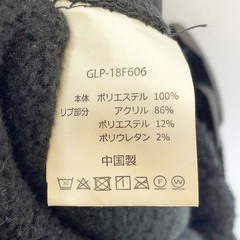 GLP-18F606
本体 ポリエステル 100%
リブ部分 アクリル 86%
ポリエステル 12%
ポリウレタン 2%
中国製